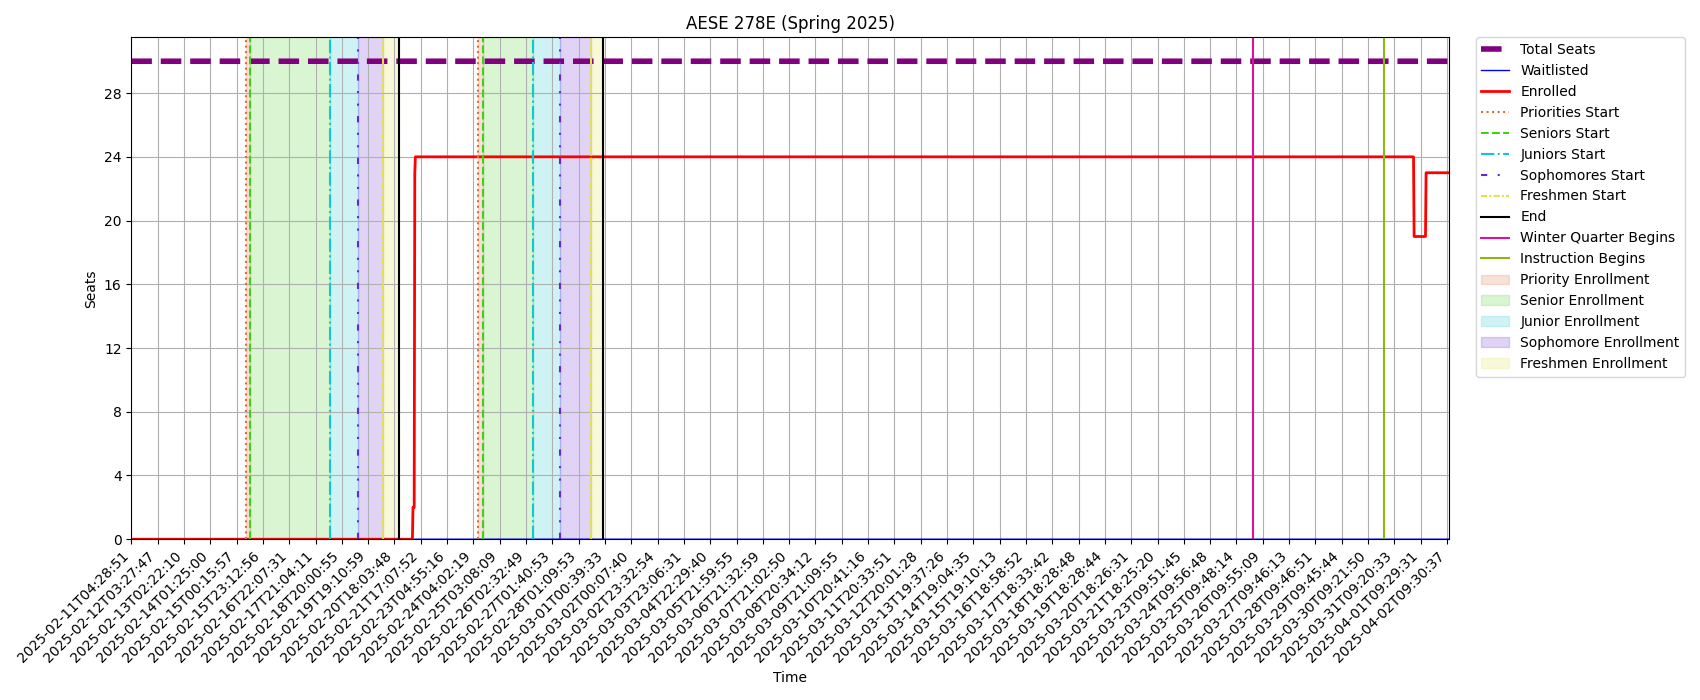 AESE 278E (Spring 2025)
Total Seats
Waitlisted
Enrolled
Priorities Start
Seniors Start
Juniors Start
Sophomores Start
Freshmen Start
End
Winter Quarter Begins
Instruction Begins
Priority Enrollment
Senior Enrollment
Junior Enrollment
Sophomore Enrollment
Freshmen Enrollment
Seats
28
24
20
16
12
8
4
0
2025-02-11T04:28:51
2025-02-12T03:27:47
2025-02-13T02:22:10
2025-02-14T01:25:00
2025-02-15T00:15:57
2025-02-15T23:12:56
2025-02-16T22:07:31
2025-02-17T21:04:11
2025-02-18T20:00:55
2025-02-19T19:10:59
2025-02-20T18:03:48
2025-02-21T17:07:52
2025-02-23T04:55:16
2025-02-24T04:02:19
2025-02-25T03:08:09
2025-02-26T02:32:49
2025-02-27T01:40:53
2025-02-28T01:09:53
2025-03-01T00:39:33
2025-03-02T00:07:40
2025-03-02T23:32:54
2025-03-03T23:06:31
2025-03-04T22:29:40
2025-03-05T21:59:55
2025-03-06T21:32:59
2025-03-07T21:02:50
2025-03-08T20:34:12
2025-03-09T21:09:55
2025-03-10T20:41:16
2025-03-11T20:33:51
2025-03-12T20:01:28
2025-03-13T19:37:26
2025-03-14T19:04:35
2025-03-15T19:10:13
2025-03-16T18:58:52
2025-03-17T18:33:42
2025-03-18T18:28:48
2025-03-19T18:28:44
2025-03-20T18:26:31
2025-03-21T18:25:20
2025-03-23T09:51:45
2025-03-24T09:56:48
2025-03-25T09:48:14
2025-03-26T09:55:09
2025-03-27T09:46:13
2025-03-28T09:46:51
2025-03-29T09:45:44
2025-03-30T09:21:50
2025-03-31T09:20:33
2025-04-01T09:29:31
2025-04-02T09:30:37
Time